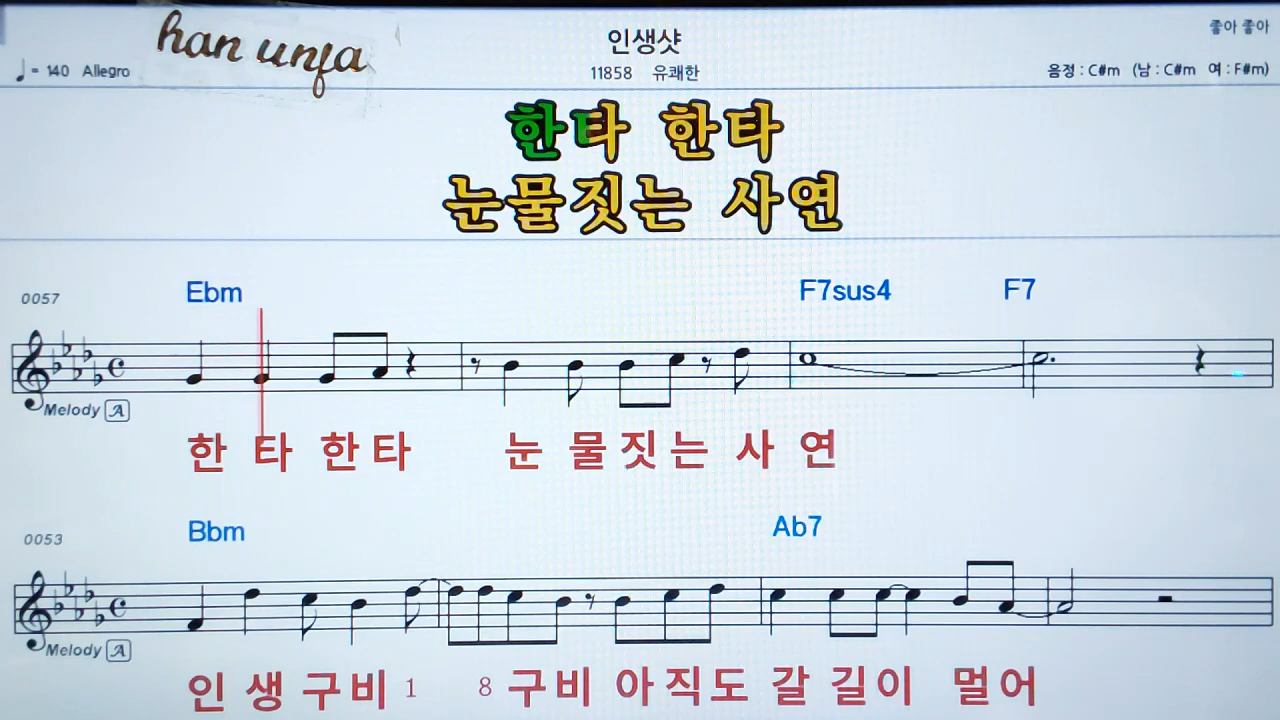 han unja
인생샷
좋아 좋아
♩= 140 Allegro
11858 유쾌한
음정 : C#m (남 : C#m 여 : F#m)
한타 한타
눈물짓는 사연
0057
Ebm F7sus4 F7
Melody A
한 타 한 타 눈 물 짓 는 사 연
0053
Bbm Ab7
Melody A
인 생 구 비 1 8 구 비 아 직 도 갈 길 이 멀 어